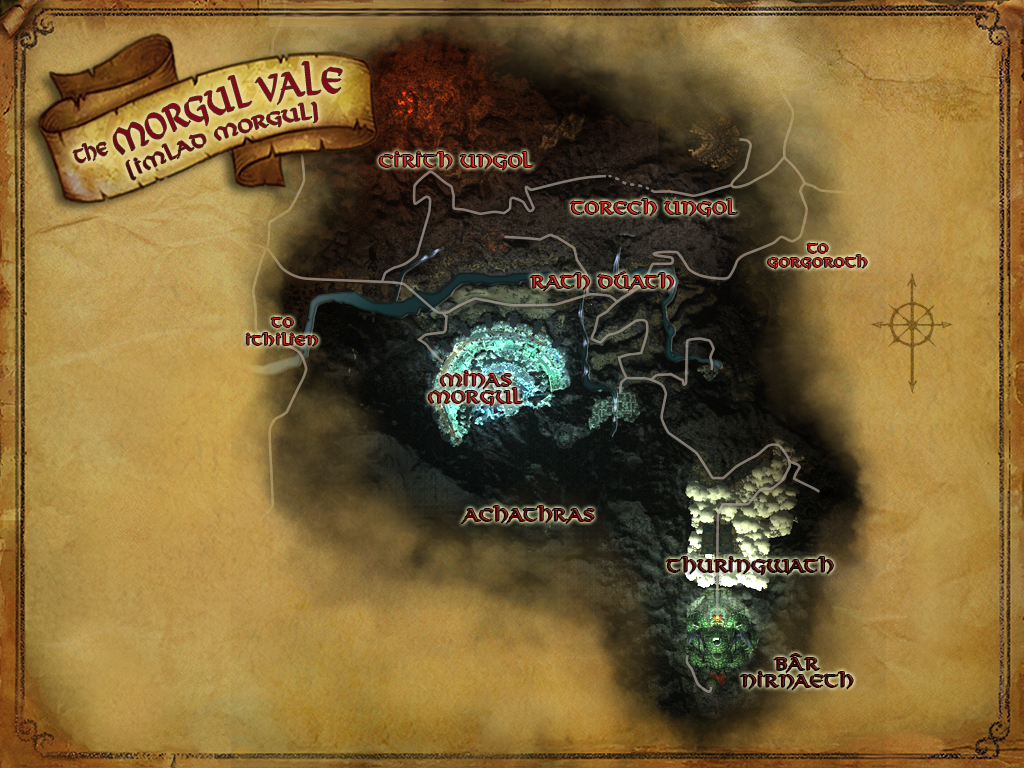 the MORGUL VALE
(IMLAD MORGUL)
CIRITH UNGOL
TORECH UNGOL
TO
GORGOROTH
RATH DÚATH
TO
ITHILIEN
MINAS
MORGUL
ACHATHRAS
THURINGWATH
BÂR
NIRNAETH